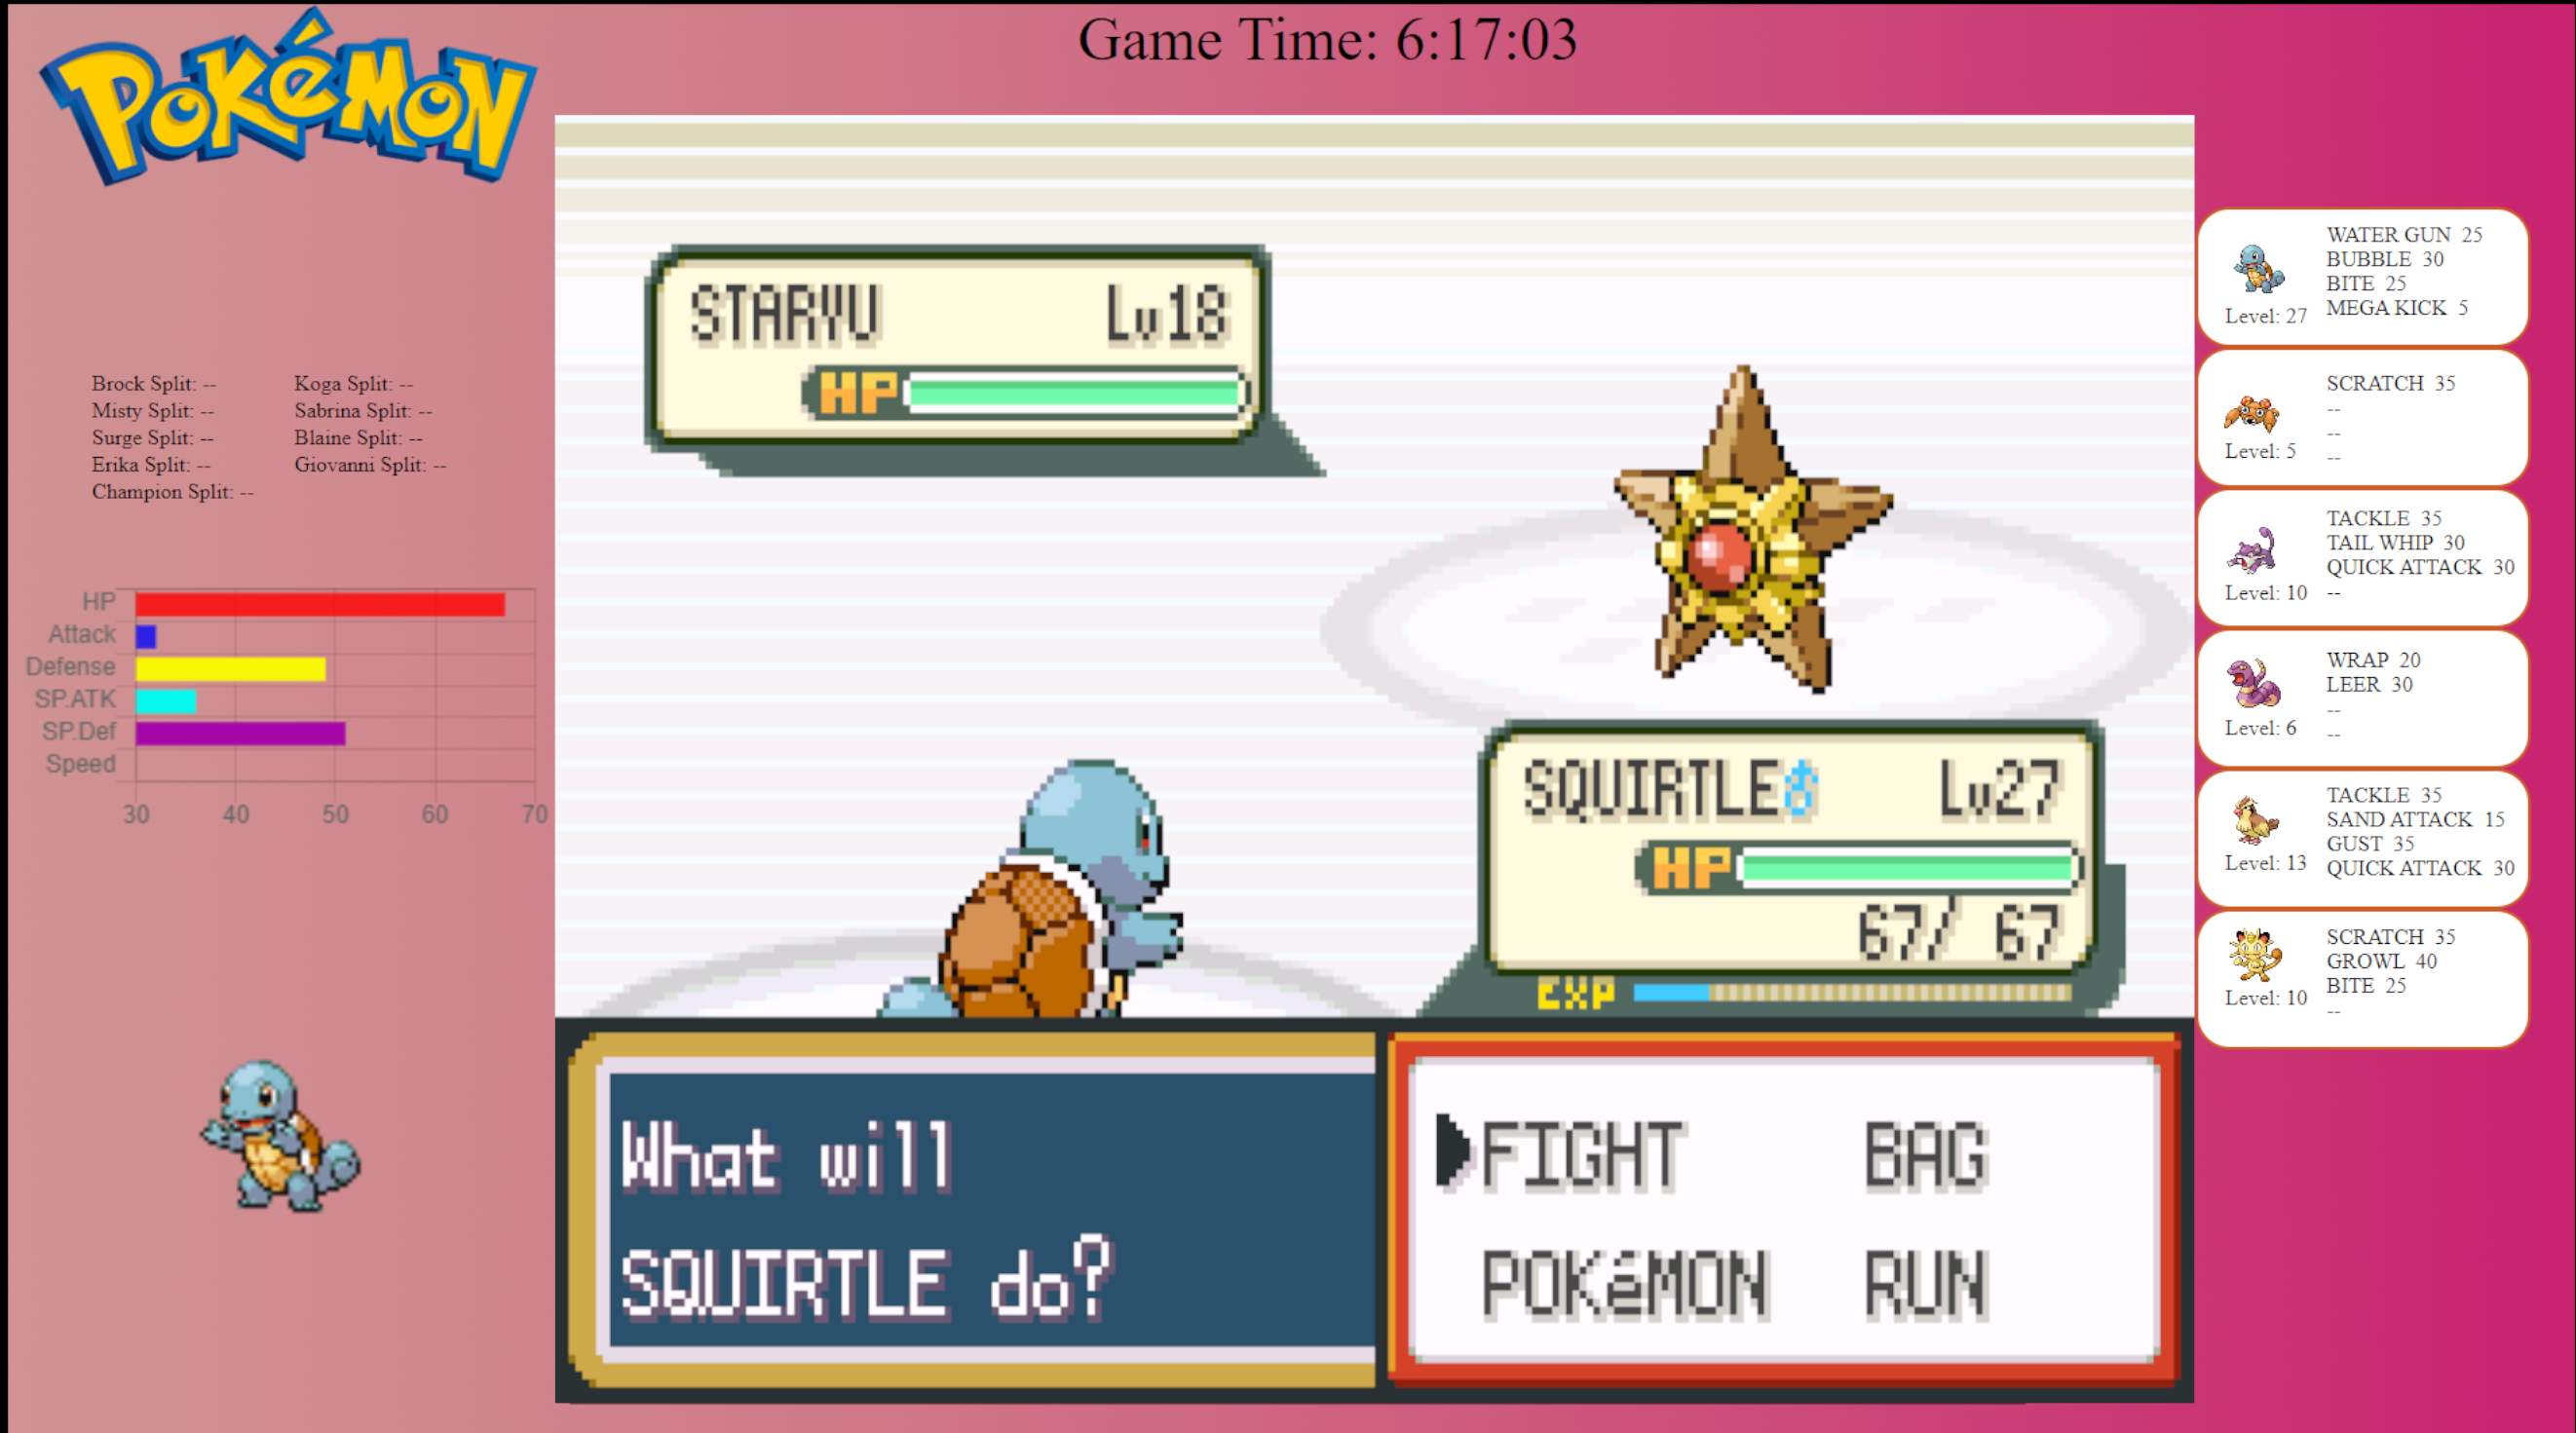 POKéMON
Game Time: 6:17:03
Brock Split: --
Koga Split: --
Misty Split: --
Sabrina Split: --
Surge Split: --
Blaine Split: --
Erika Split: --
Giovanni Split: --
Champion Split: --
HP
Attack
Defense
SP.ATK
SP.Def
Speed
30 40 50 60 70
STARYU Lv18
HP
SQUIRTLE♂ Lv27
HP
67/ 67
EXP
What will
SQUIRTLE do?
FIGHT BAG
POKéMON RUN
WATER GUN 25
BUBBLE 30
BITE 25
MEGA KICK 5
Level: 27
SCRATCH 35
--
--
--
Level: 5
TACKLE 35
TAIL WHIP 30
QUICK ATTACK 30
--
Level: 10
WRAP 20
LEER 30
--
--
Level: 6
TACKLE 35
SAND ATTACK 15
GUST 35
QUICK ATTACK 30
Level: 13
SCRATCH 35
GROWL 40
BITE 25
--
Level: 10